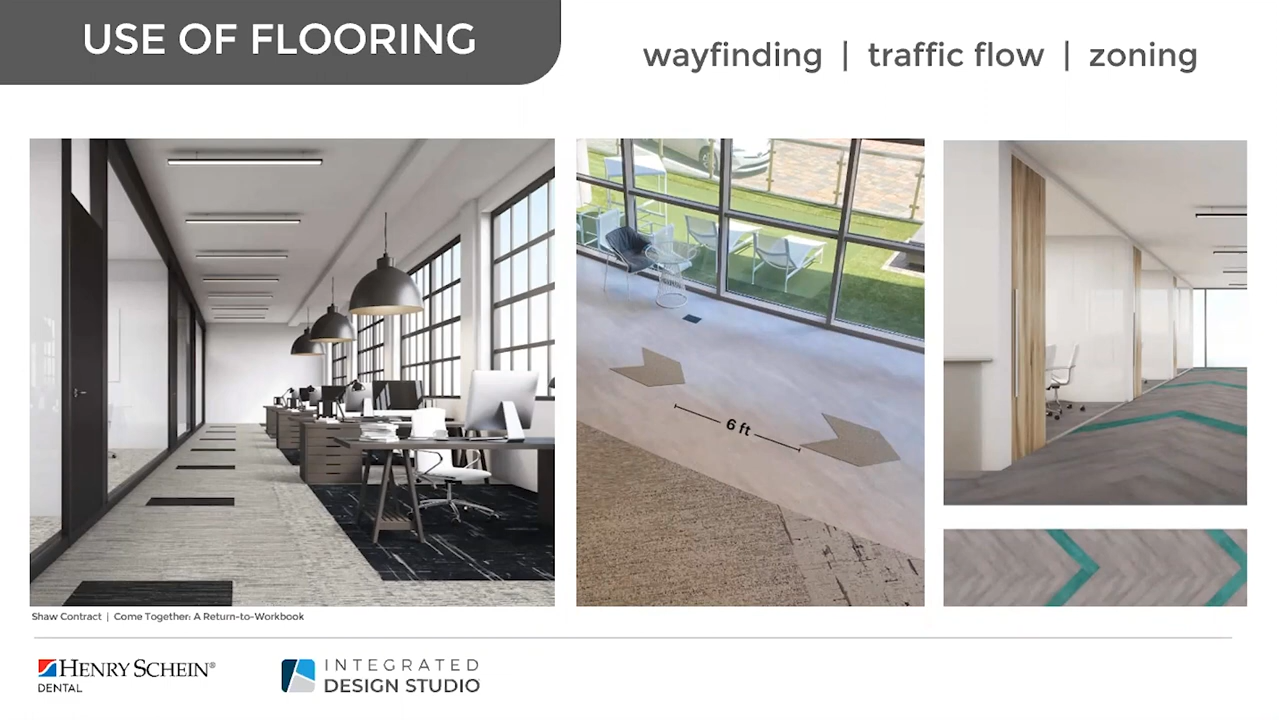 USE OF FLOORING
wayfinding | traffic flow | zoning
6 ft
Shaw Contract | Come Together: A Return-to-Workbook
HENRY SCHEIN®
DENTAL
INTEGRATED
DESIGN STUDIO